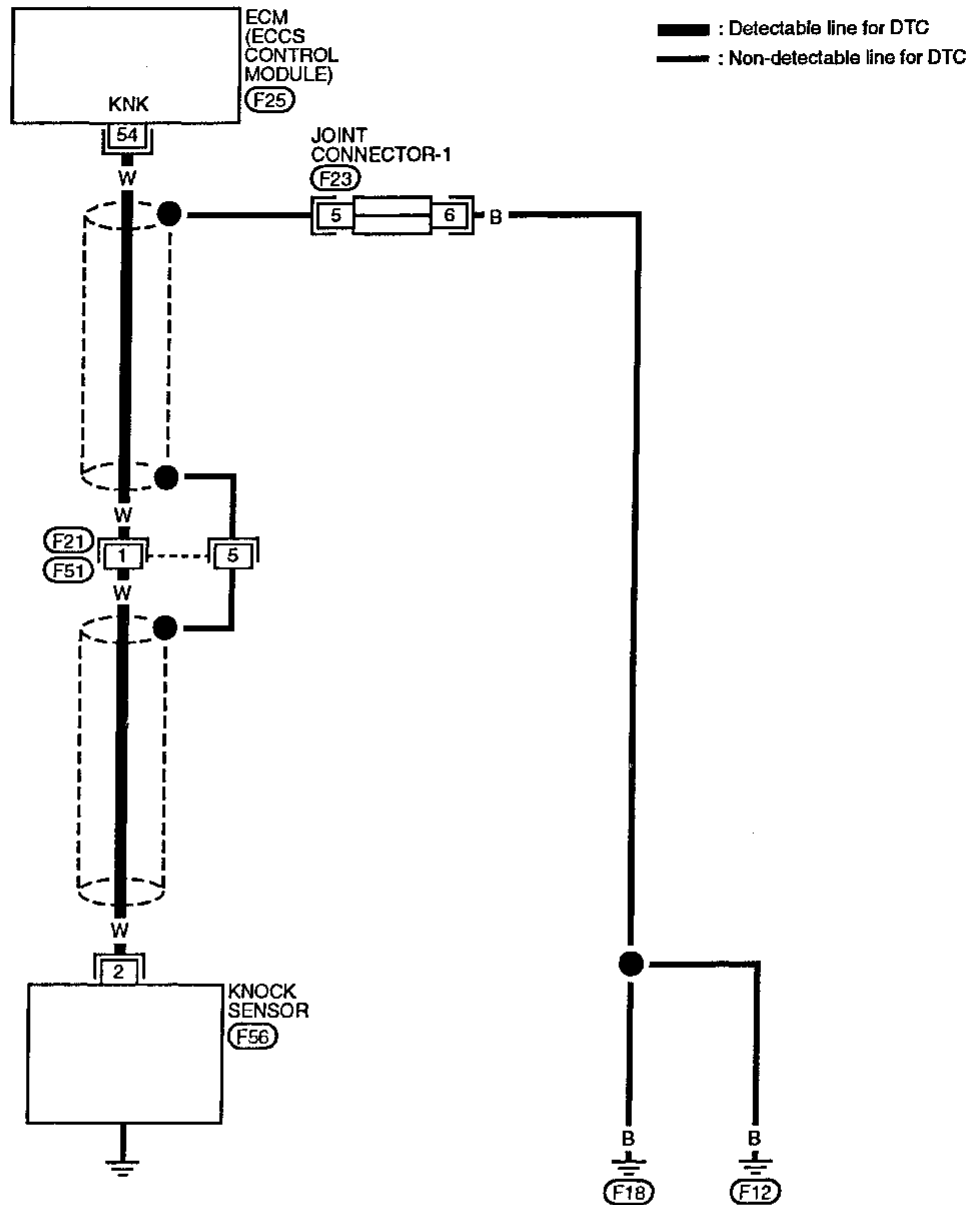 ECM
(ECCS
CONTROL
MODULE)
F25
KNK
54
W
: Detectable line for DTC
: Non-detectable line for DTC
JOINT
CONNECTOR-1
F23
5
6
B
W
F21
F51
1
5
W
W
2
KNOCK
SENSOR
F56
B
B
F18
F12